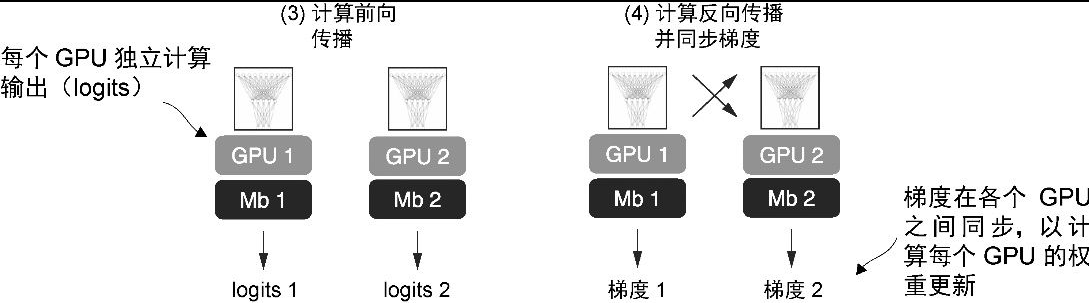 (3) 计算前向
传播
每个 GPU 独立计算
输出（logits）
GPU 1
GPU 2
Mb 1
Mb 2
logits 1
logits 2
(4) 计算反向传播
并同步梯度
GPU 1
GPU 2
Mb 1
Mb 2
梯度 1
梯度 2
梯度在各个 GPU
之间同步，以计
算每个 GPU 的权
重更新